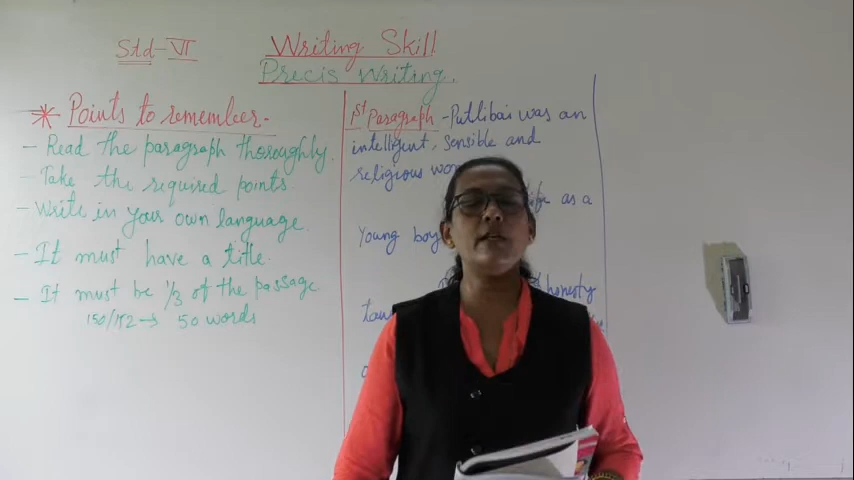 Std-VI
Writing Skill
Precis Writing.
Points to remember-
- Read the paragraph thoroughly.
- Take the required points.
- Write in your own language.
- It must have a title.
- It must be 1/3 of the passage
150/152 → 50 words
1st Paragraph - Putlibai was an
intelligent, sensible and
religious
as a
Young boy
honesty